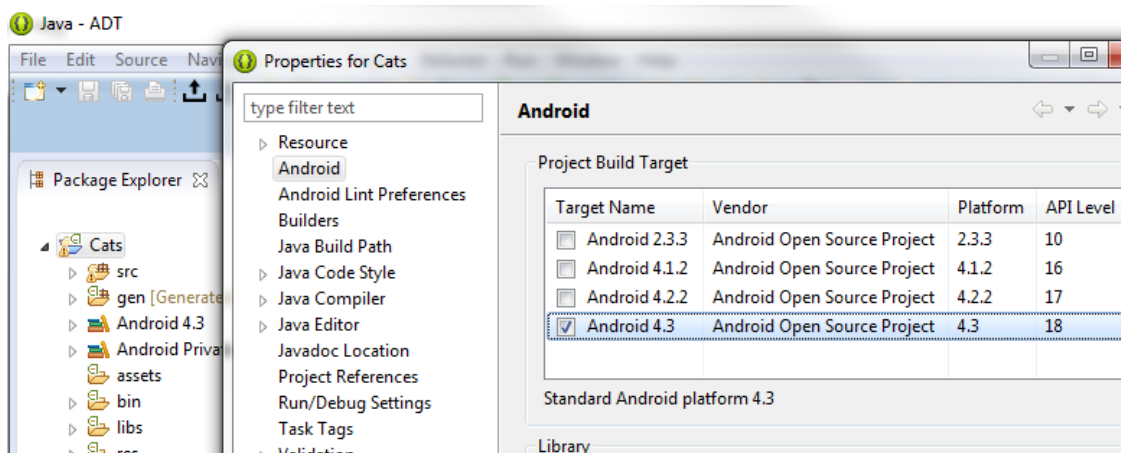 Java - ADT
File Edit Source Navi
Properties for Cats
type filter text
Resource
Android
Android Lint Preferences
Builders
Java Build Path
Java Code Style
Java Compiler
Java Editor
Javadoc Location
Project References
Run/Debug Settings
Task Tags
Validation
Package Explorer
Cats
src
gen [Generate
Android 4.3
Android Priva
assets
bin
libs
res
Android
Project Build Target
Target Name Vendor Platform API Level
Android 2.3.3 Android Open Source Project 2.3.3 10
Android 4.1.2 Android Open Source Project 4.1.2 16
Android 4.2.2 Android Open Source Project 4.2.2 17
Android 4.3 Android Open Source Project 4.3 18
Standard Android platform 4.3
Library